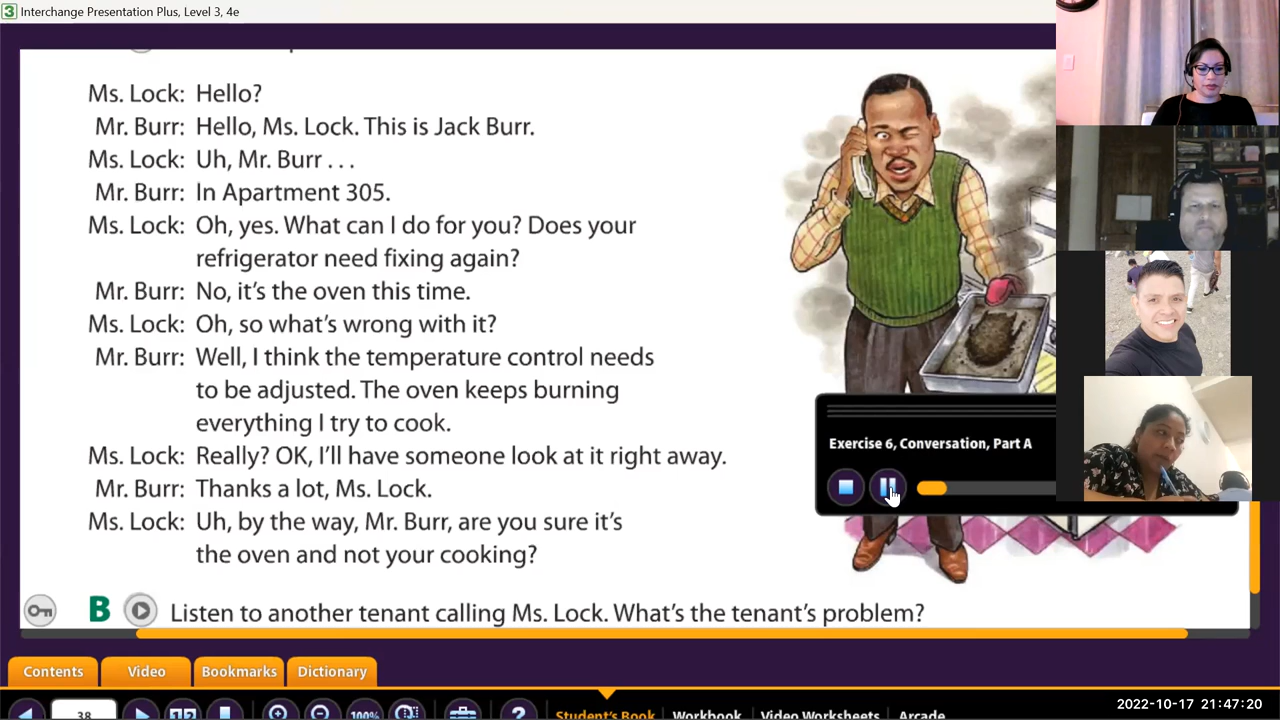 3 Interchange Presentation Plus, Level 3, 4e
Ms. Lock: Hello?
Mr. Burr: Hello, Ms. Lock. This is Jack Burr.
Ms. Lock: Uh, Mr. Burr . . .
Mr. Burr: In Apartment 305.
Ms. Lock: Oh, yes. What can I do for you? Does your
refrigerator need fixing again?
Mr. Burr: No, it's the oven this time.
Ms. Lock: Oh, so what's wrong with it?
Mr. Burr: Well, I think the temperature control needs
to be adjusted. The oven keeps burning
everything I try to cook.
Ms. Lock: Really? OK, I'll have someone look at it right away.
Mr. Burr: Thanks a lot, Ms. Lock.
Ms. Lock: Uh, by the way, Mr. Burr, are you sure it's
the oven and not your cooking?
Exercise 6, Conversation, Part A
B Listen to another tenant calling Ms. Lock. What's the tenant's problem?
Contents Video Bookmarks Dictionary
38 100% ? Student's Book Workbook Video Worksheets Arcade
2022-10-17 21:47:20